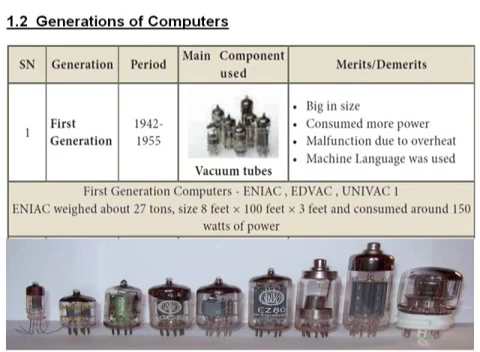 1.2 Generations of Computers
SN Generation Period Main Component used Merits/Demerits
1 First Generation 1942-1955 Vacuum tubes
• Big in size
• Consumed more power
• Malfunction due to overheat
• Machine Language was used
First Generation Computers - ENIAC , EDVAC , UNIVAC 1
ENIAC weighed about 27 tons, size 8 feet × 100 feet × 3 feet and consumed around 150
watts of power
EZ80